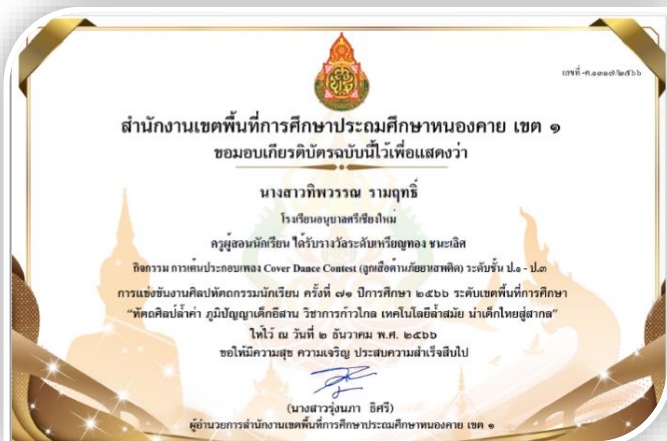 เลขที่ -ศ.๑๓๑๗/๒๕๖๖
สำนักงานเขตพื้นที่การศึกษาประถมศึกษาหนองคาย เขต ๑
ขอมอบเกียรติบัตรฉบับนี้ไว้เพื่อแสดงว่า
นางสาวทิพวรรณ รามฤทธิ์
โรงเรียนอนุบาลศรีเชียงใหม่
ครูผู้สอนนักเรียน ได้รับรางวัลระดับเหรียญทอง ชนะเลิศ
กิจกรรม การเต้นประกอบเพลง Cover Dance Contest (ลูกเสือต้านภัยยาเสพติด) ระดับชั้น ป.๑ - ป.๓
การแข่งขันงานศิลปหัตถกรรมนักเรียน ครั้งที่ ๗๑ ปีการศึกษา ๒๕๖๖ ระดับเขตพื้นที่การศึกษา
“หัตถศิลป์ล้ำค่า ภูมิปัญญาเด็กอีสาน วิชาการก้าวไกล เทคโนโลยีล้ำสมัย นำเด็กไทยสู่สากล”
ให้ไว้ ณ วันที่ ๒ ธันวาคม พ.ศ. ๒๕๖๖
ขอให้มีความสุข ความเจริญ ประสบความสำเร็จสืบไป
(นางสาวรุ่งนภา ธิศรี)
ผู้อำนวยการสำนักงานเขตพื้นที่การศึกษาประถมศึกษาหนองคาย เขต ๑